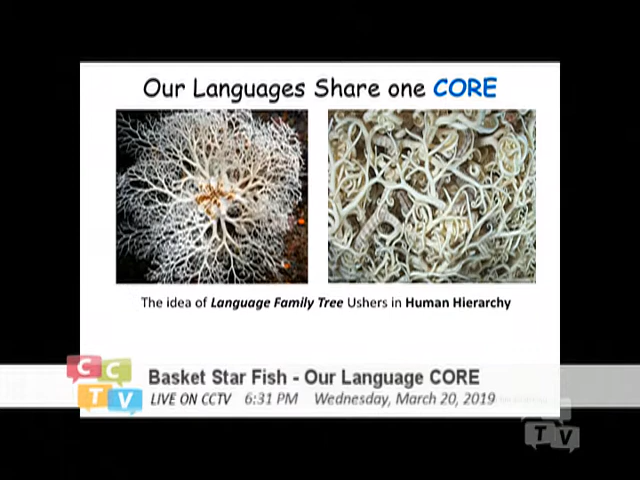 Our Languages Share one CORE
The idea of Language Family Tree Ushers in Human Hierarchy
CCTV
Basket Star Fish - Our Language CORE
LIVE ON CCTV 6:31 PM Wednesday, March 20, 2019
TV